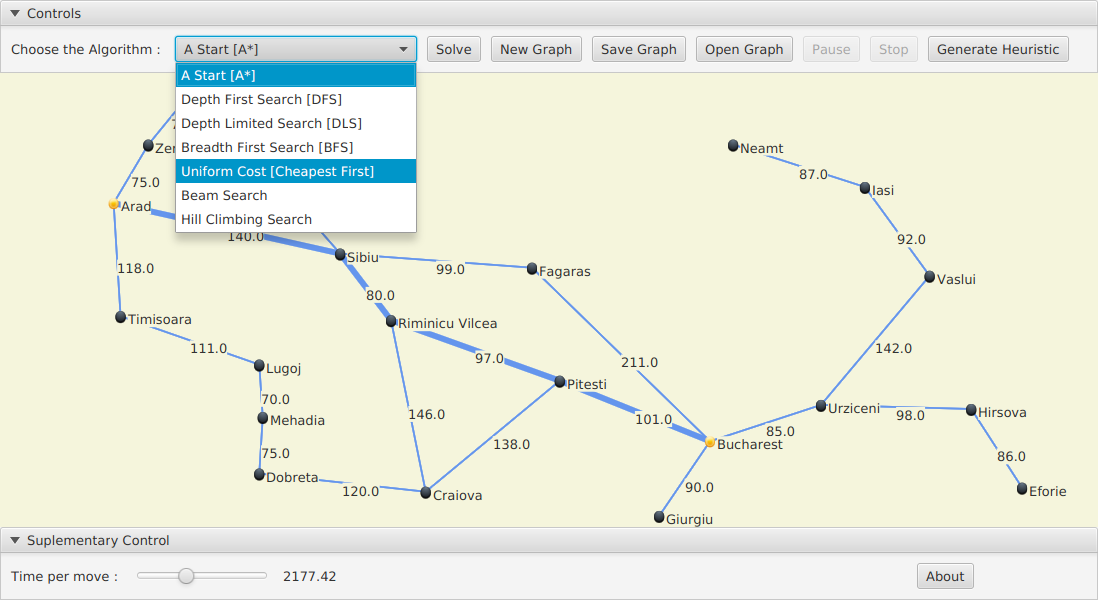 Controls
Choose the Algorithm : A Start [A*] Solve New Graph Save Graph Open Graph Pause Stop Generate Heuristic
A Start [A*]
Depth First Search [DFS]
Depth Limited Search [DLS]
Breadth First Search [BFS]
Uniform Cost [Cheapest First]
Beam Search
Hill Climbing Search
Neamt
87.0
75.0
Iasi
Arad
140.0
92.0
Sibiu
99.0
118.0
Fagaras
Vaslui
80.0
Timisoara
Riminicu Vilcea
111.0
97.0
211.0
142.0
Lugoj
Pitesti
70.0
Mehadia
146.0
101.0
Urziceni
98.0
Hirsova
85.0
Bucharest
138.0
75.0
86.0
Dobreta
120.0
Craiova
90.0
Eforie
Giurgiu
Suplementary Control
Time per move : 2177.42 About